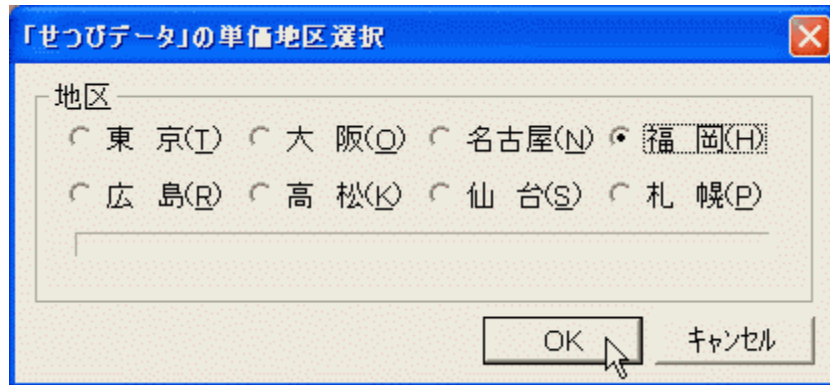 「せつびデータ」の単価地区選択
地区
東 京(T) 大 阪(O) 名古屋(N) 福 岡(H)
広 島(R) 高 松(K) 仙 台(S) 札 幌(P)
OK キャンセル